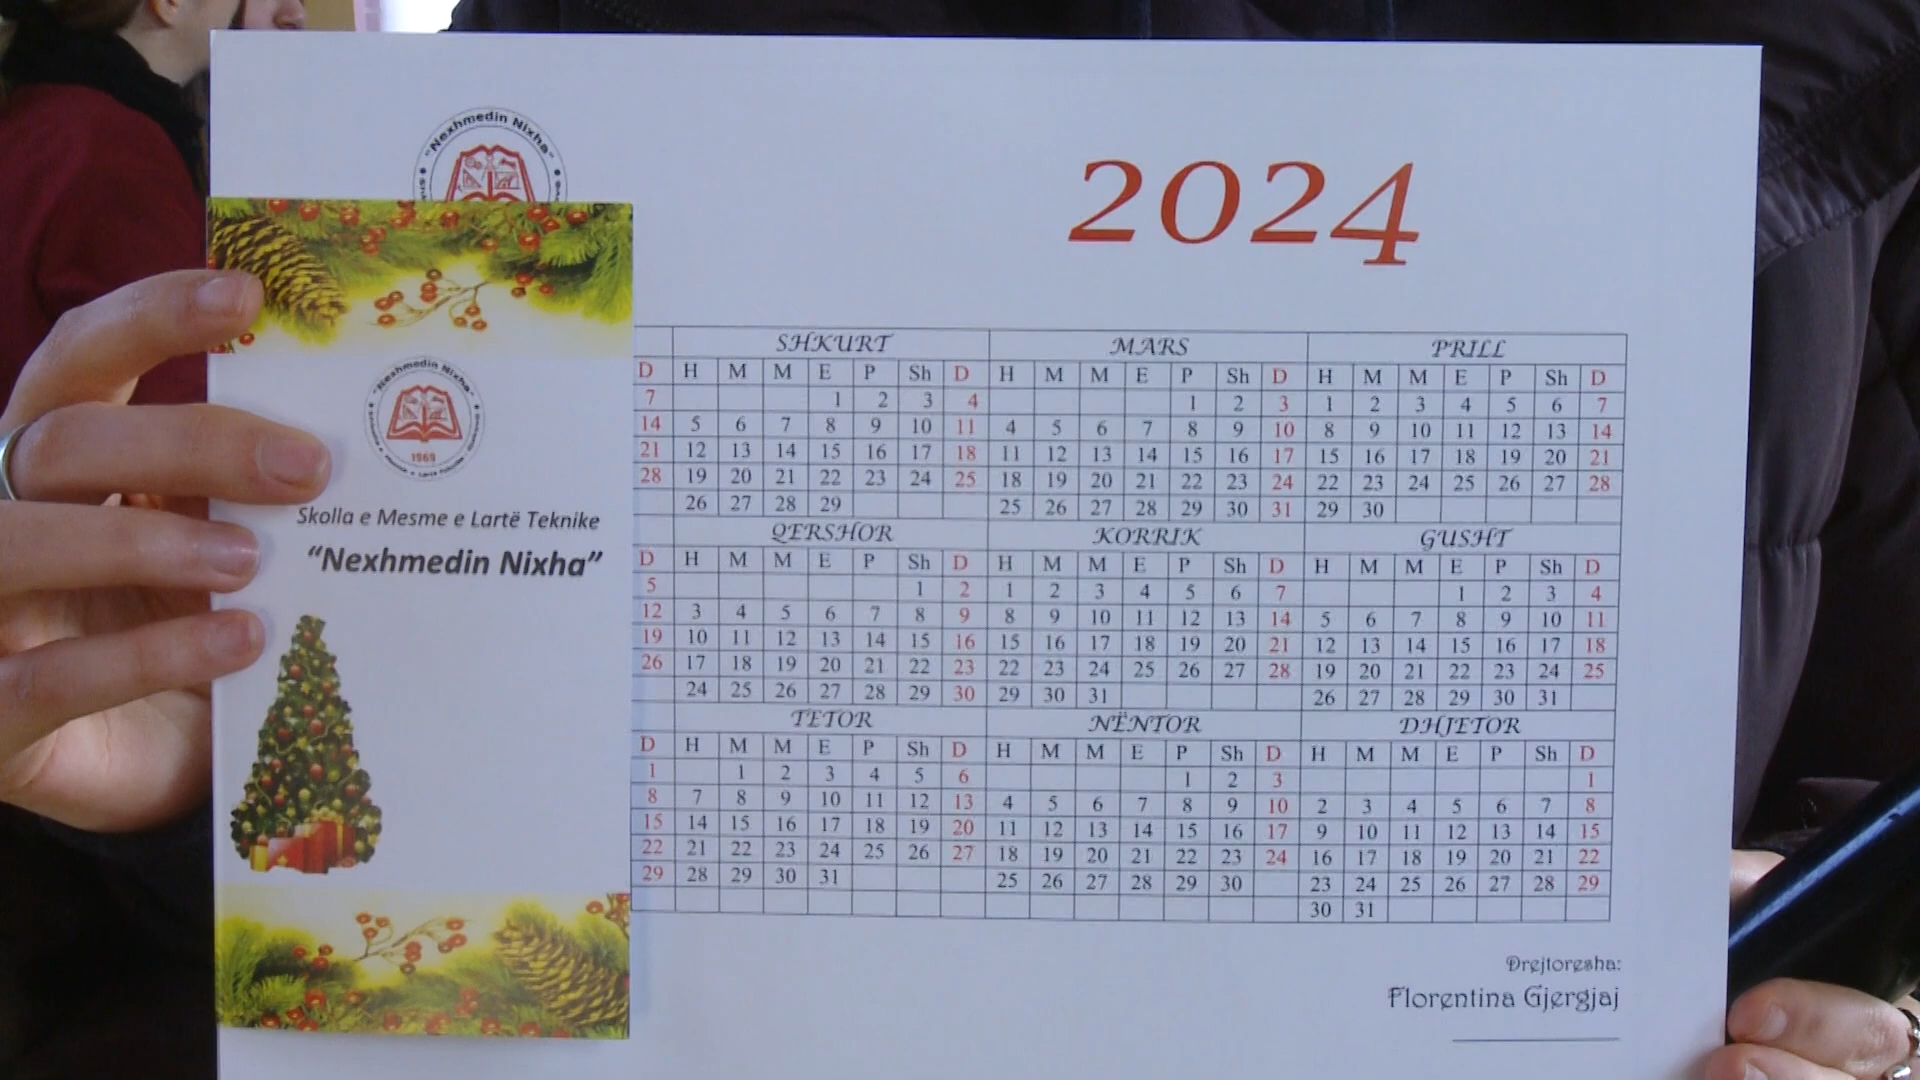 "Nexhmedin Nixha"
2024
"Nexhmedin Nixha"
1969
Skolla e Mesme e Lartë Teknike
“Nexhmedin Nixha”
SHKURT MARS PRILL
D H M M E P Sh D H M M E P Sh D H M M E P Sh D
7 1 2 3 4 1 2 3 1 2 3 4 5 6 7
14 5 6 7 8 9 10 11 4 5 6 7 8 9 10 8 9 10 11 12 13 14
21 12 13 14 15 16 17 18 11 12 13 14 15 16 17 15 16 17 18 19 20 21
28 19 20 21 22 23 24 25 18 19 20 21 22 23 24 22 23 24 25 26 27 28
26 27 28 29 25 26 27 28 29 30 31 29 30
QERSHOR KORRIK GUSHT
D H M M E P Sh D H M M E P Sh D H M M E P Sh D
5 1 2 1 2 3 4 5 6 7 1 2 3 4
12 3 4 5 6 7 8 9 8 9 10 11 12 13 14 5 6 7 8 9 10 11
19 10 11 12 13 14 15 16 15 16 17 18 19 20 21 12 13 14 15 16 17 18
26 17 18 19 20 21 22 23 22 23 24 25 26 27 28 19 20 21 22 23 24 25
24 25 26 27 28 29 30 29 30 31 26 27 28 29 30 31
TETOR NËNTOR DHJETOR
D H M M E P Sh D H M M E P Sh D H M M E P Sh D
1 1 2 3 4 5 6 1 2 3 1
8 7 8 9 10 11 12 13 4 5 6 7 8 9 10 2 3 4 5 6 7 8
15 14 15 16 17 18 19 20 11 12 13 14 15 16 17 9 10 11 12 13 14 15
22 21 22 23 24 25 26 27 18 19 20 21 22 23 24 16 17 18 19 20 21 22
29 28 29 30 31 25 26 27 28 29 30 23 24 25 26 27 28 29
30 31
Drejtoresha:
Florentina Gjergjaj